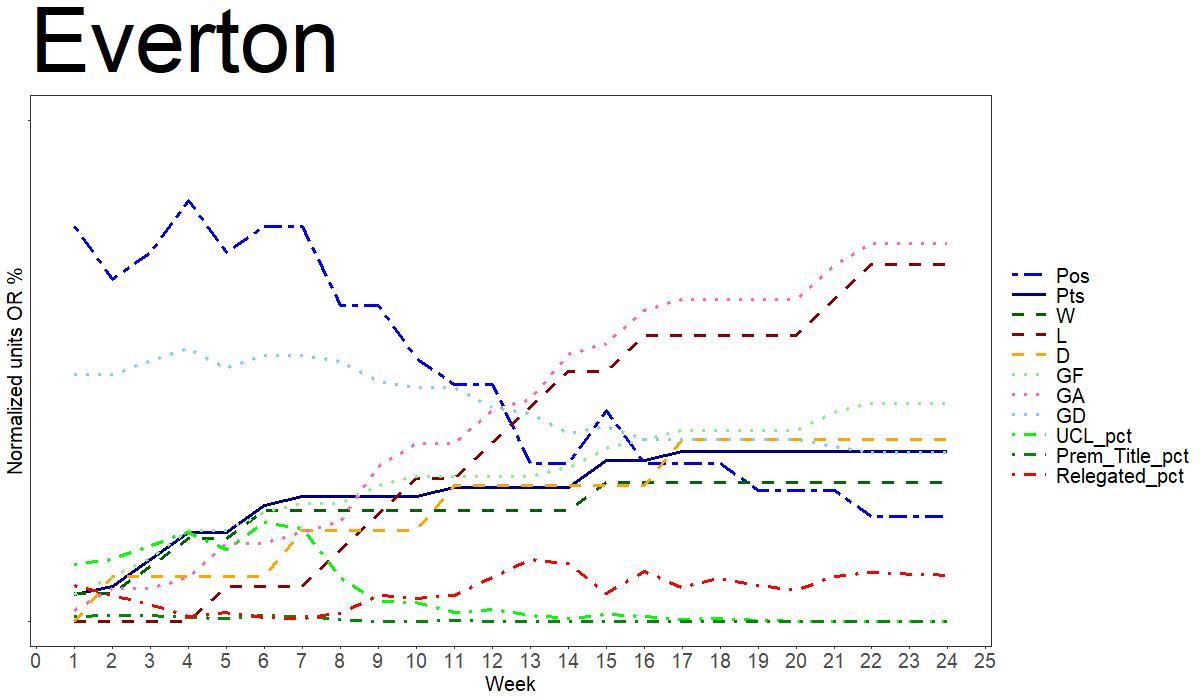 Everton
Normalized units OR %
Pos
Pts
W
L
D
GF
GA
GD
UCL_pct
Prem_Title_pct
Relegated_pct
0 1 2 3 4 5 6 7 8 9 10 11 12 13 14 15 16 17 18 19 20 21 22 23 24 25
Week